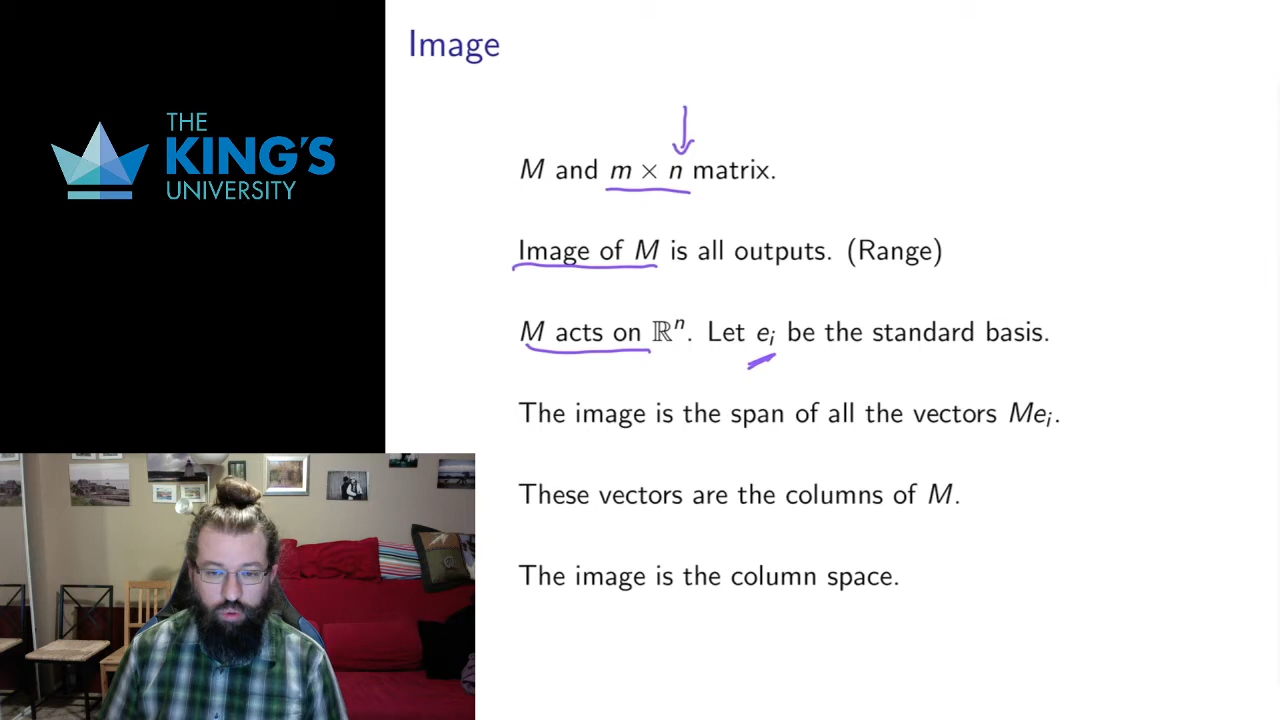 THE
KING'S
UNIVERSITY
Image
M and m × n matrix.
Image of M is all outputs. (Range)
M acts on ℝⁿ. Let eᵢ be the standard basis.
The image is the span of all the vectors Meᵢ.
These vectors are the columns of M.
The image is the column space.